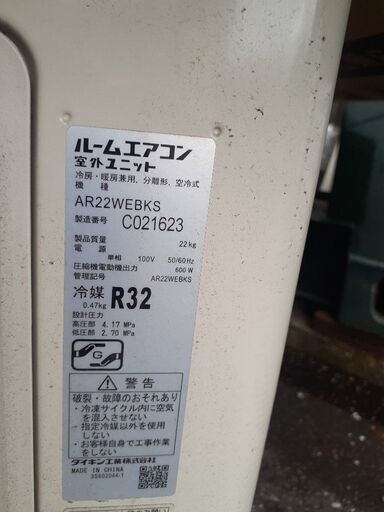 ルームエアコン
室外ユニット
冷房・暖房兼用、分離形、空冷式
機 種
AR22WEBKS
製造番号 C021623
製品質量 22kg
電 源
単相 100V 50/60Hz
圧縮機電動機出力 600W
管理記号 AR22WEBKS
冷媒 R32
0.47kg
設計圧力
高圧部 4.17 MPa
低圧部 2.70 MPa
G
警告
破裂・故障のおそれあり
・冷凍サイクル内に空気
を混入させない
・指定冷媒以外を使用
しない
・お客様自身で工事作業
をしない
ダイキン工業株式会社
MADE IN CHINA
3S602044-1